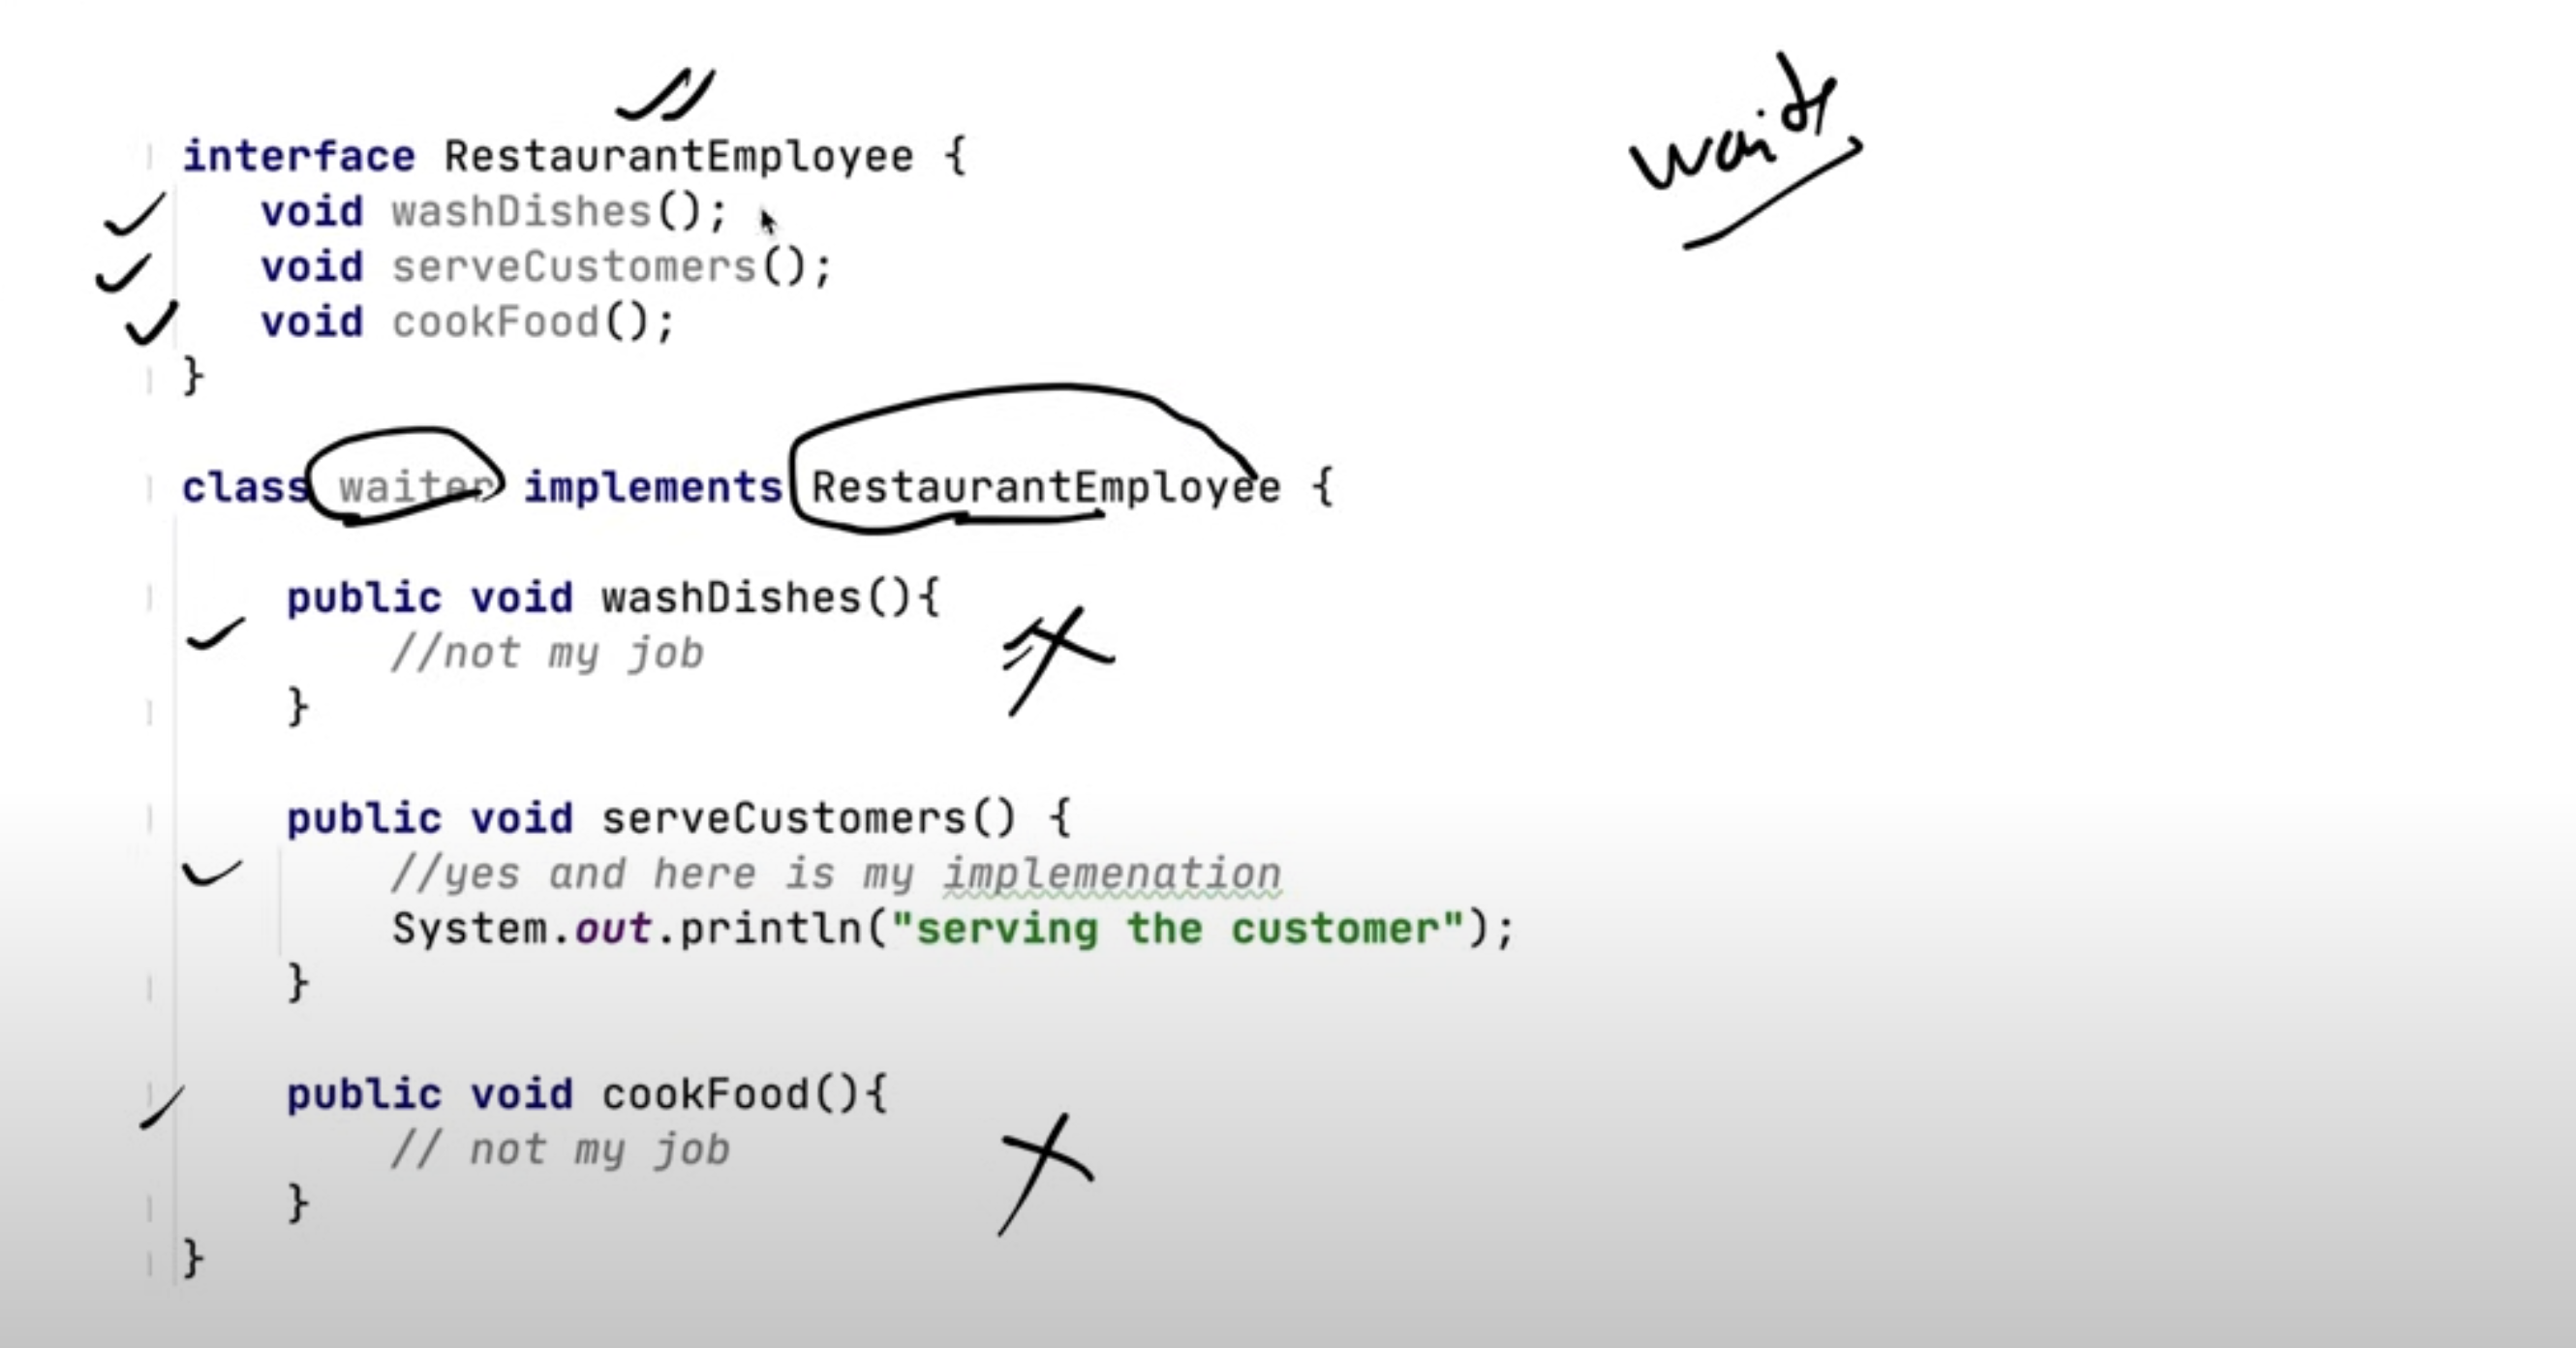 waiter
interface RestaurantEmployee {
void washDishes();
void serveCustomers();
void cookFood();
}
class waiter implements RestaurantEmployee {
public void washDishes(){
//not my job
}
public void serveCustomers() {
//yes and here is my implemenation
System.out.println("serving the customer");
}
public void cookFood(){
// not my job
}
}